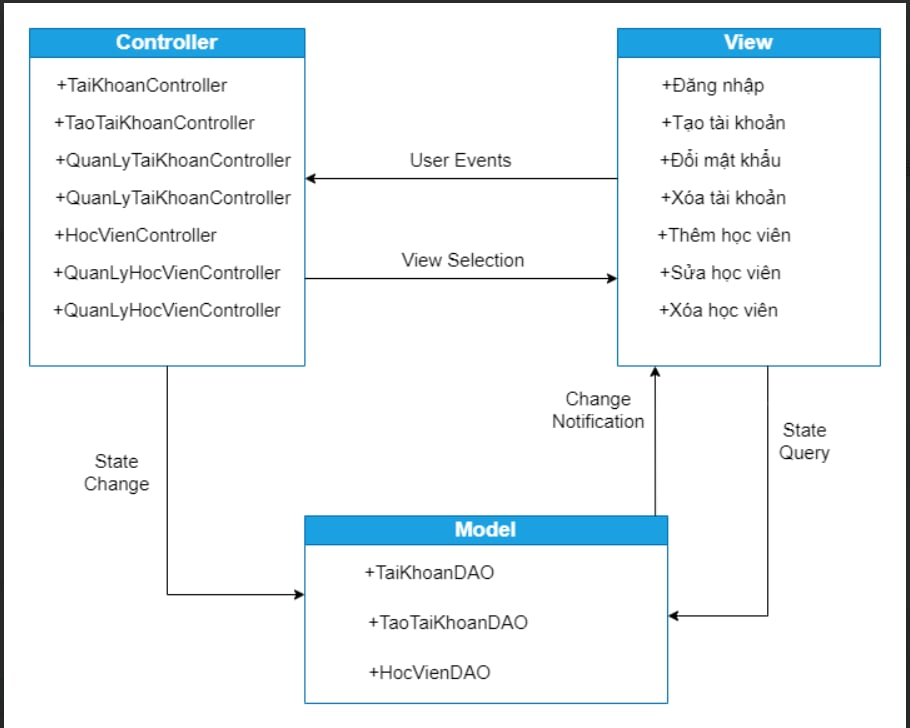 Controller
+TaiKhoanController
+TaoTaiKhoanController
+QuanLyTaiKhoanController
+QuanLyTaiKhoanController
+HocVienController
+QuanLyHocVienController
+QuanLyHocVienController
User Events
View Selection
View
+Đăng nhập
+Tạo tài khoản
+Đổi mật khẩu
+Xóa tài khoản
+Thêm học viên
+Sửa học viên
+Xóa học viên
State
Change
Change
Notification
State
Query
Model
+TaiKhoanDAO
+TaoTaiKhoanDAO
+HocVienDAO